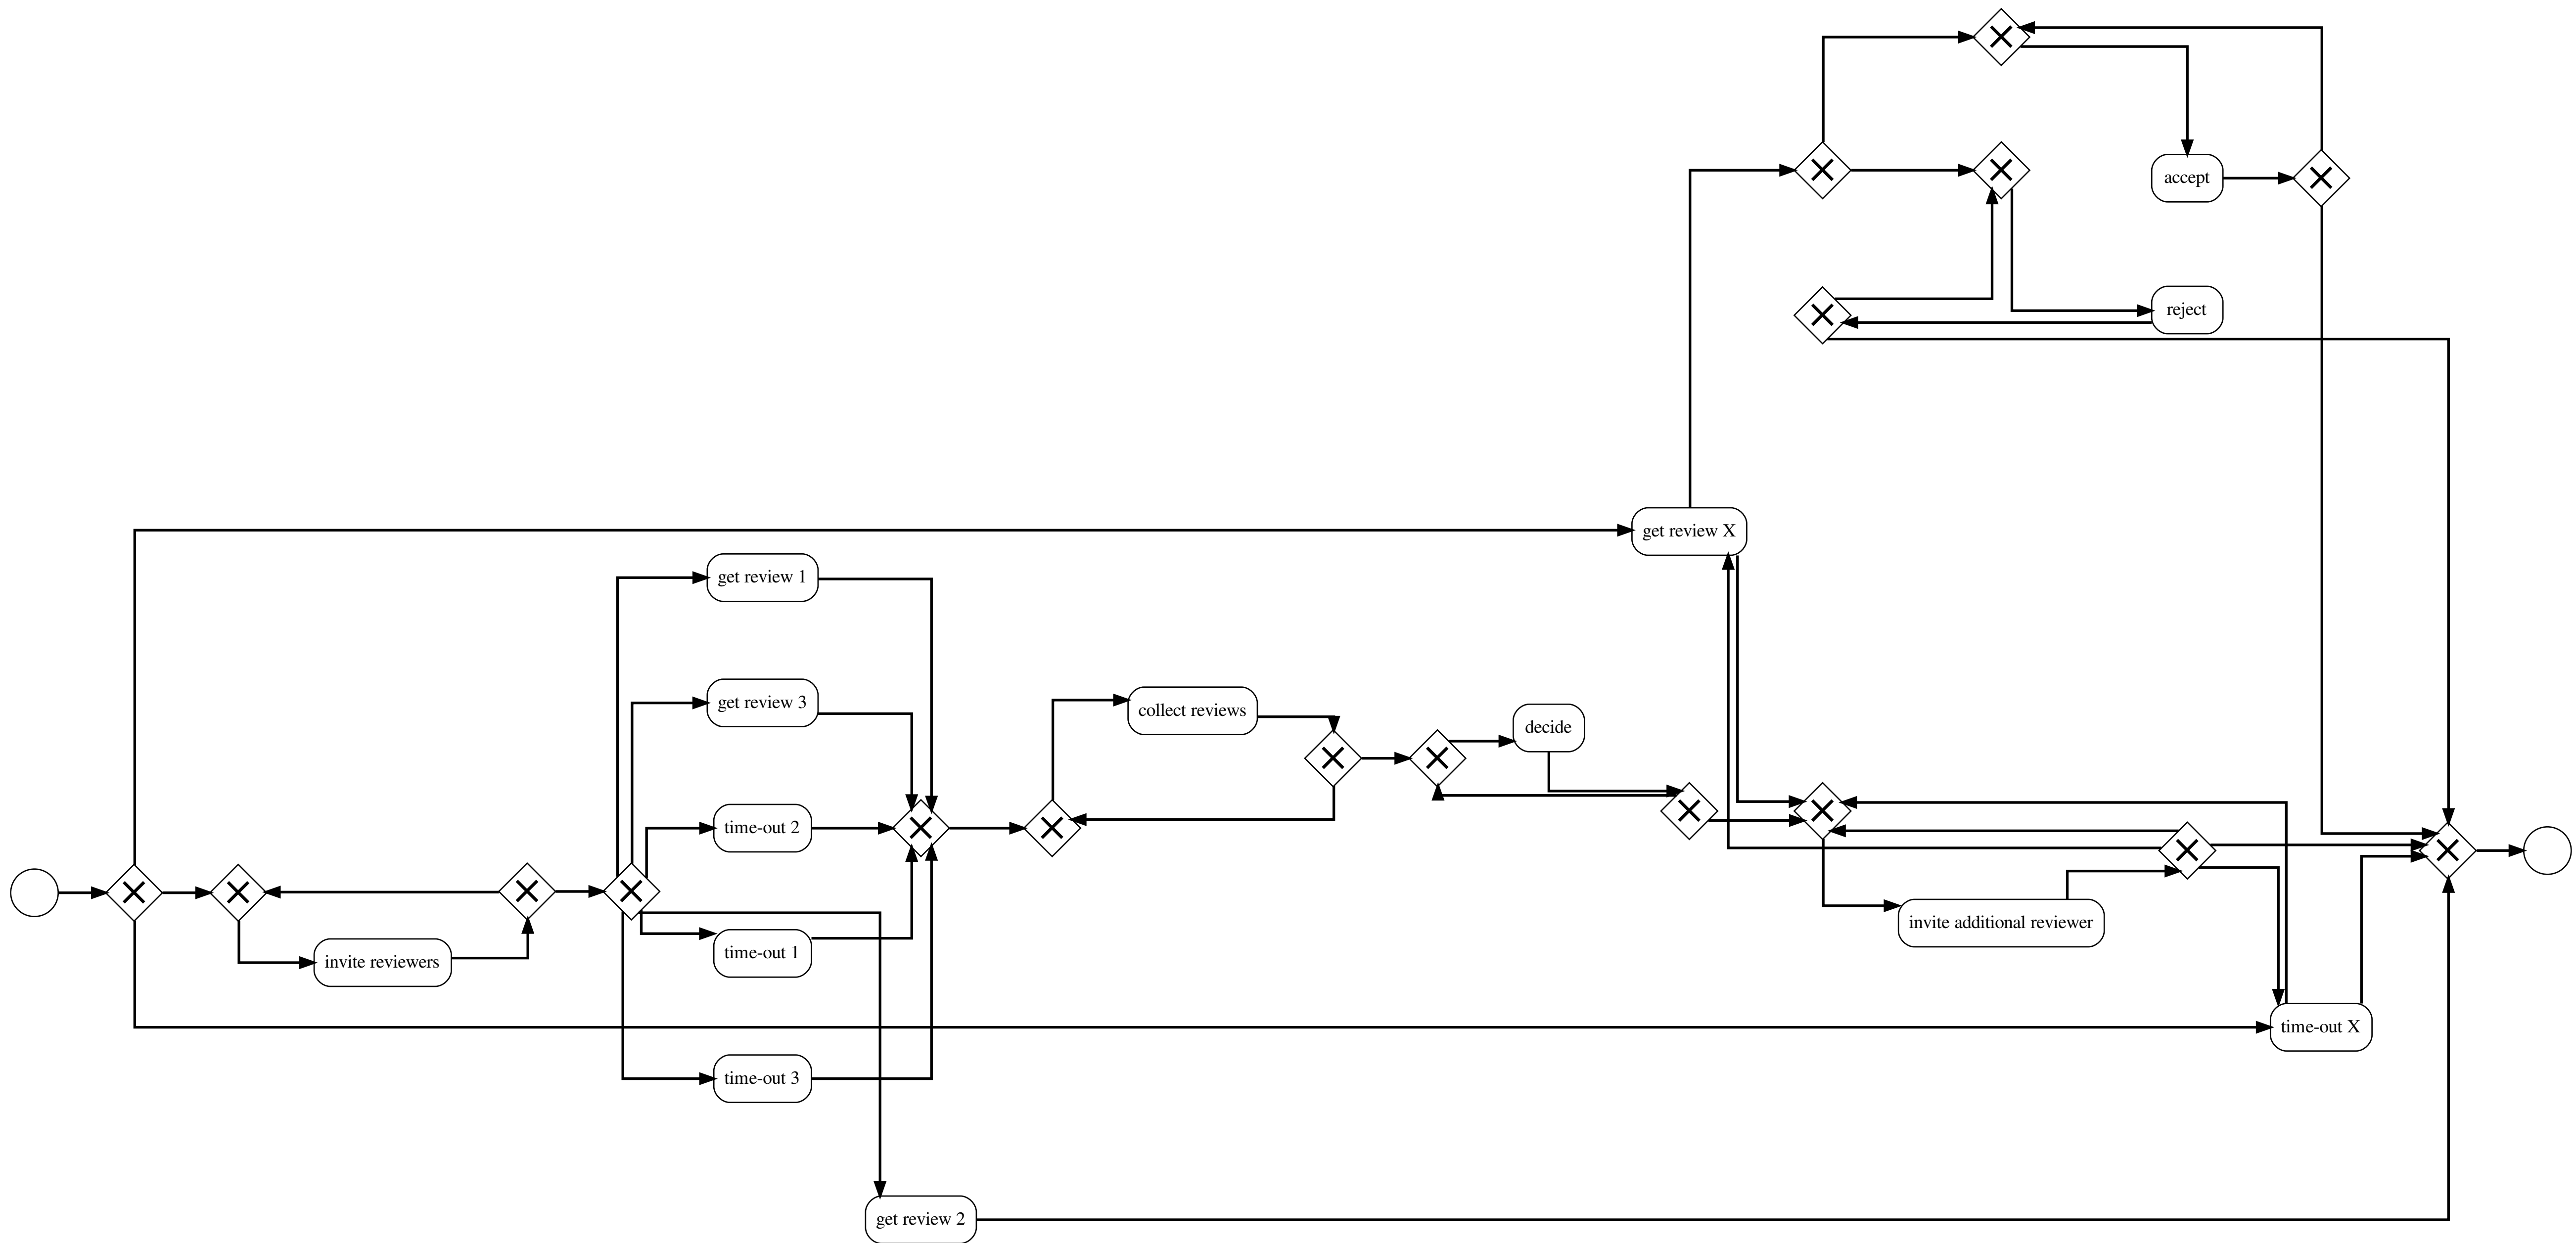 accept
reject
get review X
get review 1
get review 3
collect reviews
decide
time-out 2
invite additional reviewer
time-out 1
invite reviewers
time-out X
time-out 3
get review 2